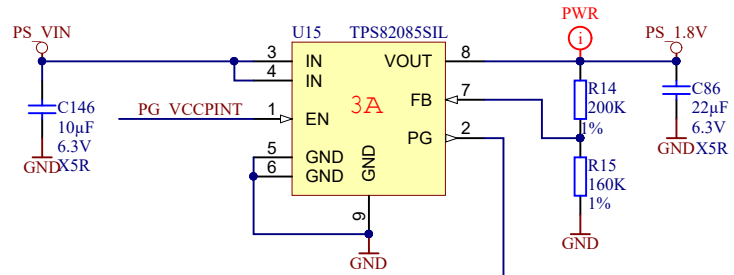 PWR
i
PS_VIN
U15 TPS82085SIL
PS_1.8V
3 IN VOUT 8
4 IN
C146
10µF
6.3V
X5R
GND
PG_VCCPINT 1 EN
3A
FB 7
PG 2
5 GND
6 GND
GND
9
GND
R14
200K
1%
R15
160K
1%
GND
C86
22µF
6.3V
X5R
GND